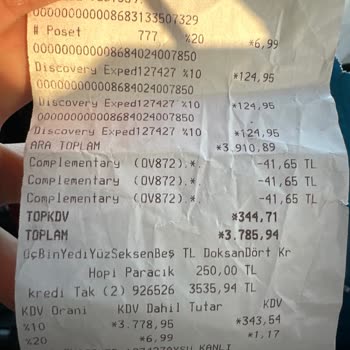 0000000000008683133507329
# Poset 777 %20 *6,99
0000000000008684024007850
Discovery Exped127427 %10 *124,95
0000000000008684024007850
Discovery Exped127427 %10 *124,95
0000000000008684024007850
Discovery Exped127427 %10 *124,95
ARA TOPLAM *3.910,89
Complementary (OV872).*. -41,65 TL
Complementary (OV872).*. -41,65 TL
Complementary (OV872).*. -41,65 TL
TOPKDV *344,71
TOPLAM *3.785,94
ÜçBinYediYüzSeksenBeş TL DoksanDört Kr
Hopi Paracık 250,00 TL
kredi Tak (2) 926526 3535,94 TL
KDV Oranı KDV Dahil Tutar KDV
%10 *3.778,95 *343,54
%20 *6,99 *1,17
KANLI